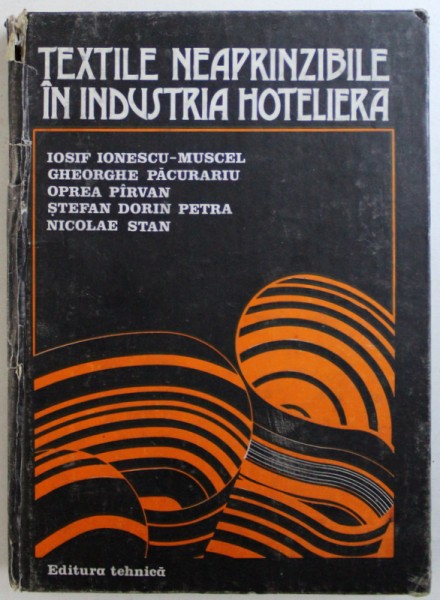 TEXTILE NEAPRINZIBILE
ÎN INDUSTRIA HOTELIERĂ
IOSIF IONESCU-MUSCEL
GHEORGHE PĂCURARIU
OPREA PÎRVAN
ȘTEFAN DORIN PETRA
NICOLAE STAN
Editura tehnică